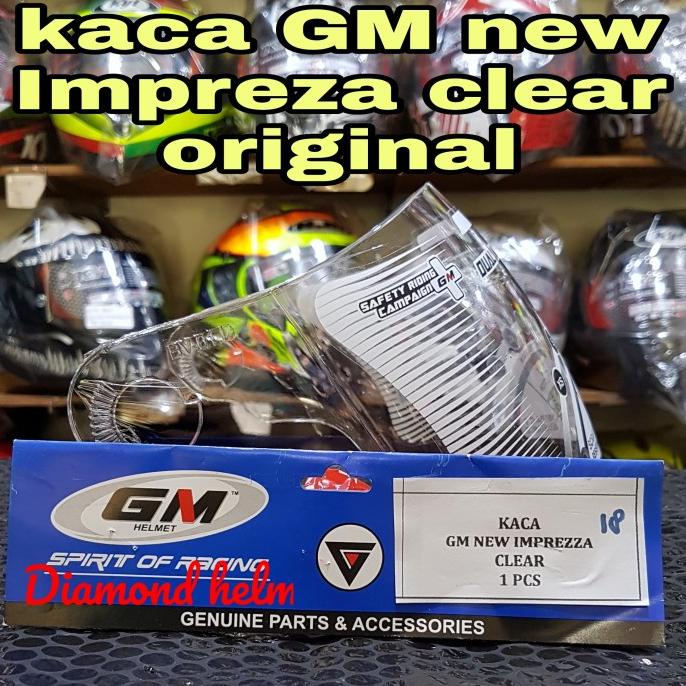 kaca GM new
Impreza clear
original
SAFETY RIDING
CAMPAIGN GM
GM™
HELMET
SPIRIT OF RACING
Diamond helm
KACA
GM NEW IMPREZZA
CLEAR
1 PCS
18
GENUINE PARTS & ACCESSORIES